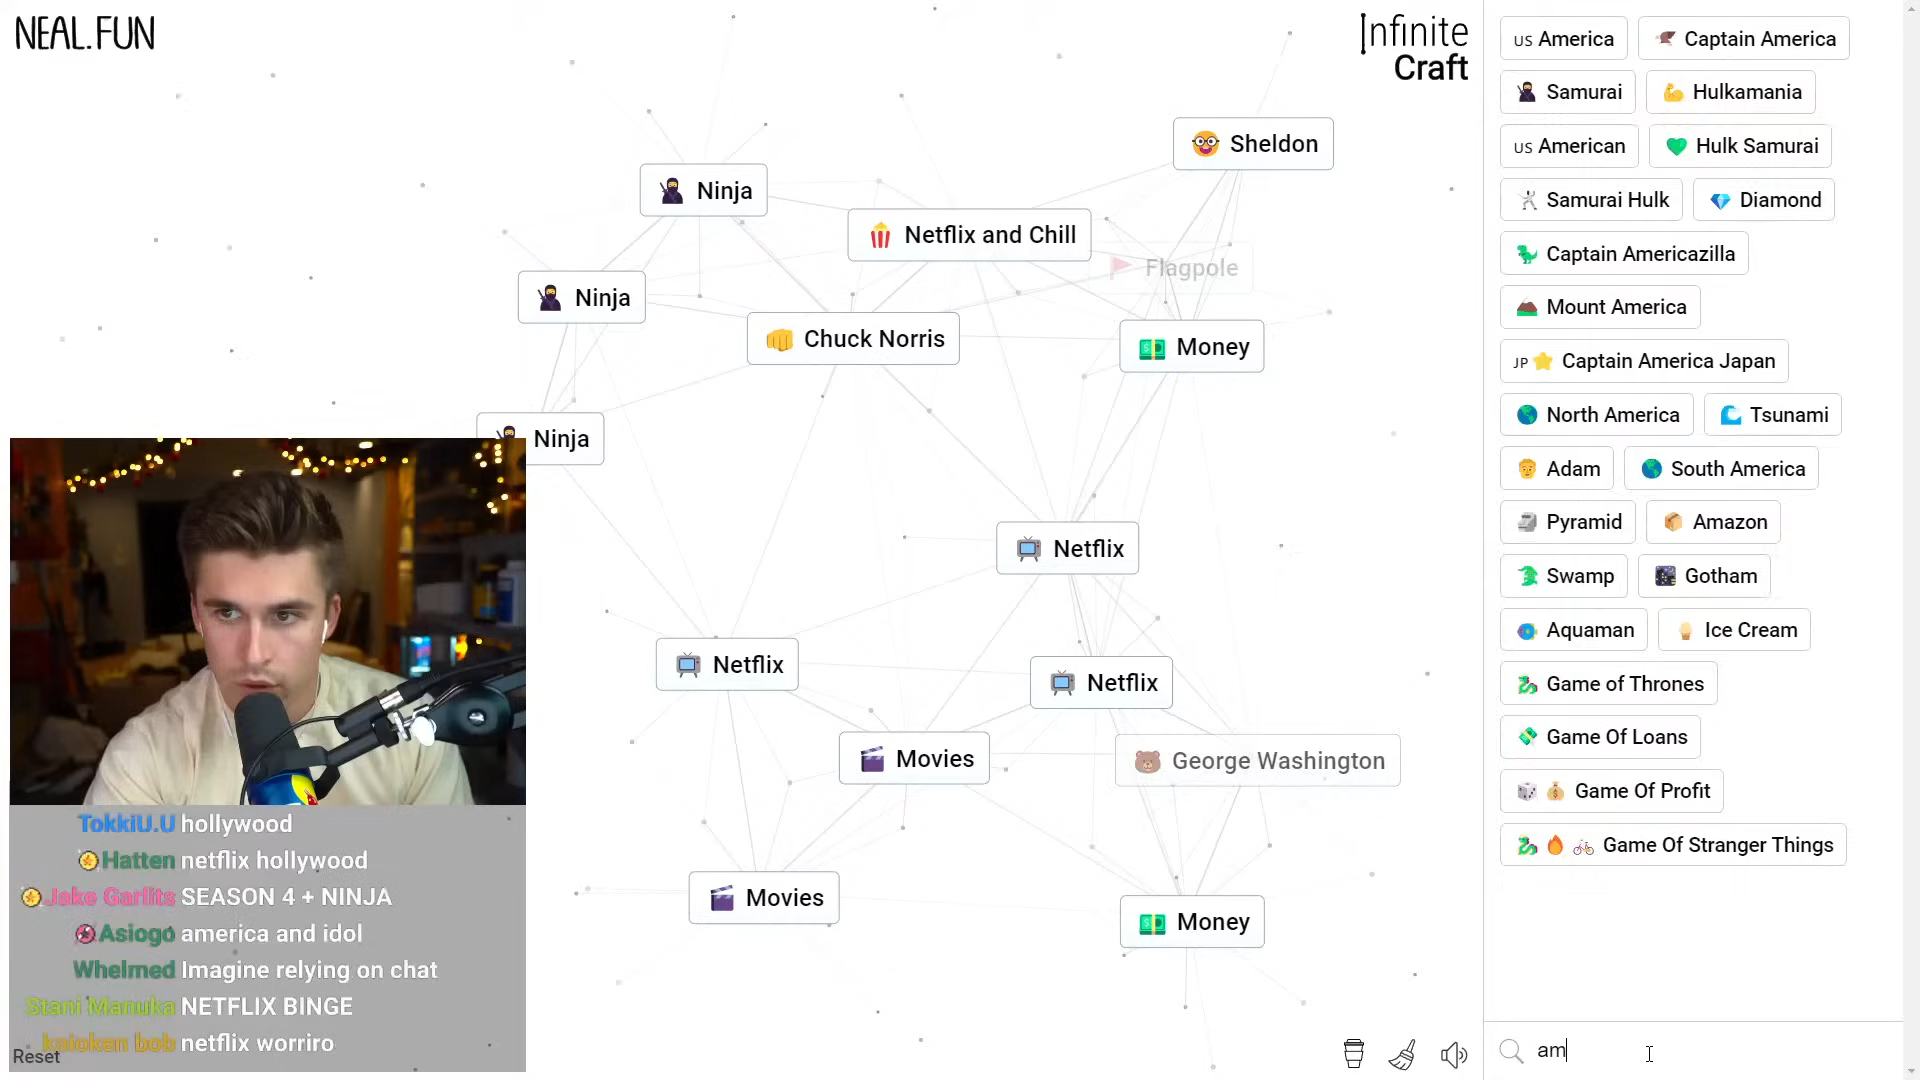 NEAL.FUN
Infinite
Craft
Sheldon
Ninja
Netflix and Chill
Flagpole
Ninja
Chuck Norris
Money
Ninja
Netflix
Netflix
Netflix
Movies
George Washington
Movies
Money
US America
Captain America
Samurai
Hulkamania
US American
Hulk Samurai
Samurai Hulk
Diamond
Captain Americazilla
Mount America
JP Captain America Japan
North America
Tsunami
Adam
South America
Pyramid
Amazon
Swamp
Gotham
Aquaman
Ice Cream
Game of Thrones
Game Of Loans
Game Of Profit
Game Of Stranger Things
am
TokkiU.U hollywood
Hatten netflix hollywood
Jake Garlits SEASON 4 + NINJA
Asiogo america and idol
Whelmed Imagine relying on chat
Stani Manuka NETFLIX BINGE
kaioken bob netflix worriro
Reset